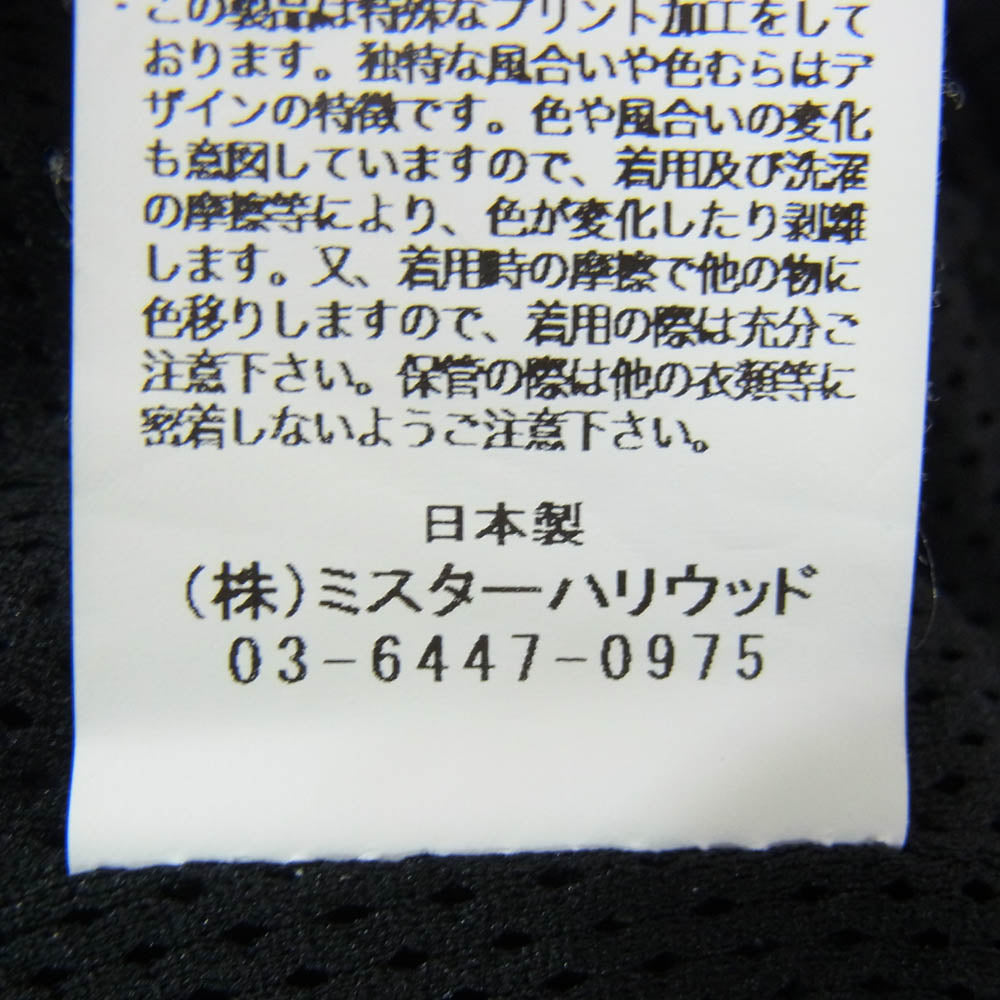 ・この製品は特殊なプリント加工をして
おります。独特な風合いや色むらはデ
ザインの特徴です。色や風合いの変化
も意図していますので、着用及び洗濯
の摩擦等により、色が変化したり剥離
します。又、着用時の摩擦で他の物に
色移りしますので、着用の際は充分ご
注意下さい。保管の際は他の衣類等に
密着しないようご注意下さい。
日本製
(株)ミスターハリウッド
03-6447-0975